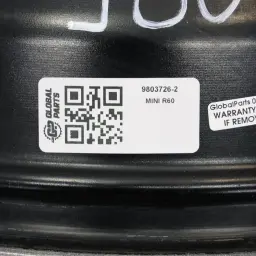 GLOBAL
PARTS
9803726-2
MINI R60
GlobalParts
WARRANTY
IF REMOV